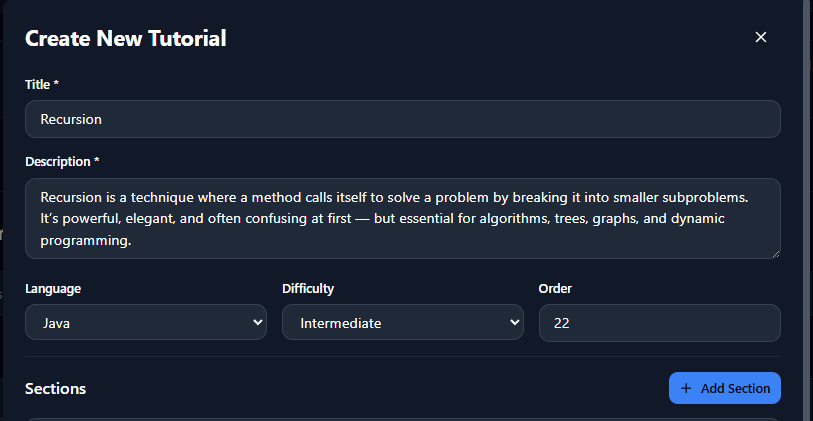 Create New Tutorial
Title *
Recursion
Description *
Recursion is a technique where a method calls itself to solve a problem by breaking it into smaller subproblems.
It's powerful, elegant, and often confusing at first — but essential for algorithms, trees, graphs, and dynamic
programming.
Language
Difficulty
Order
Java
Intermediate
22
Sections
+ Add Section